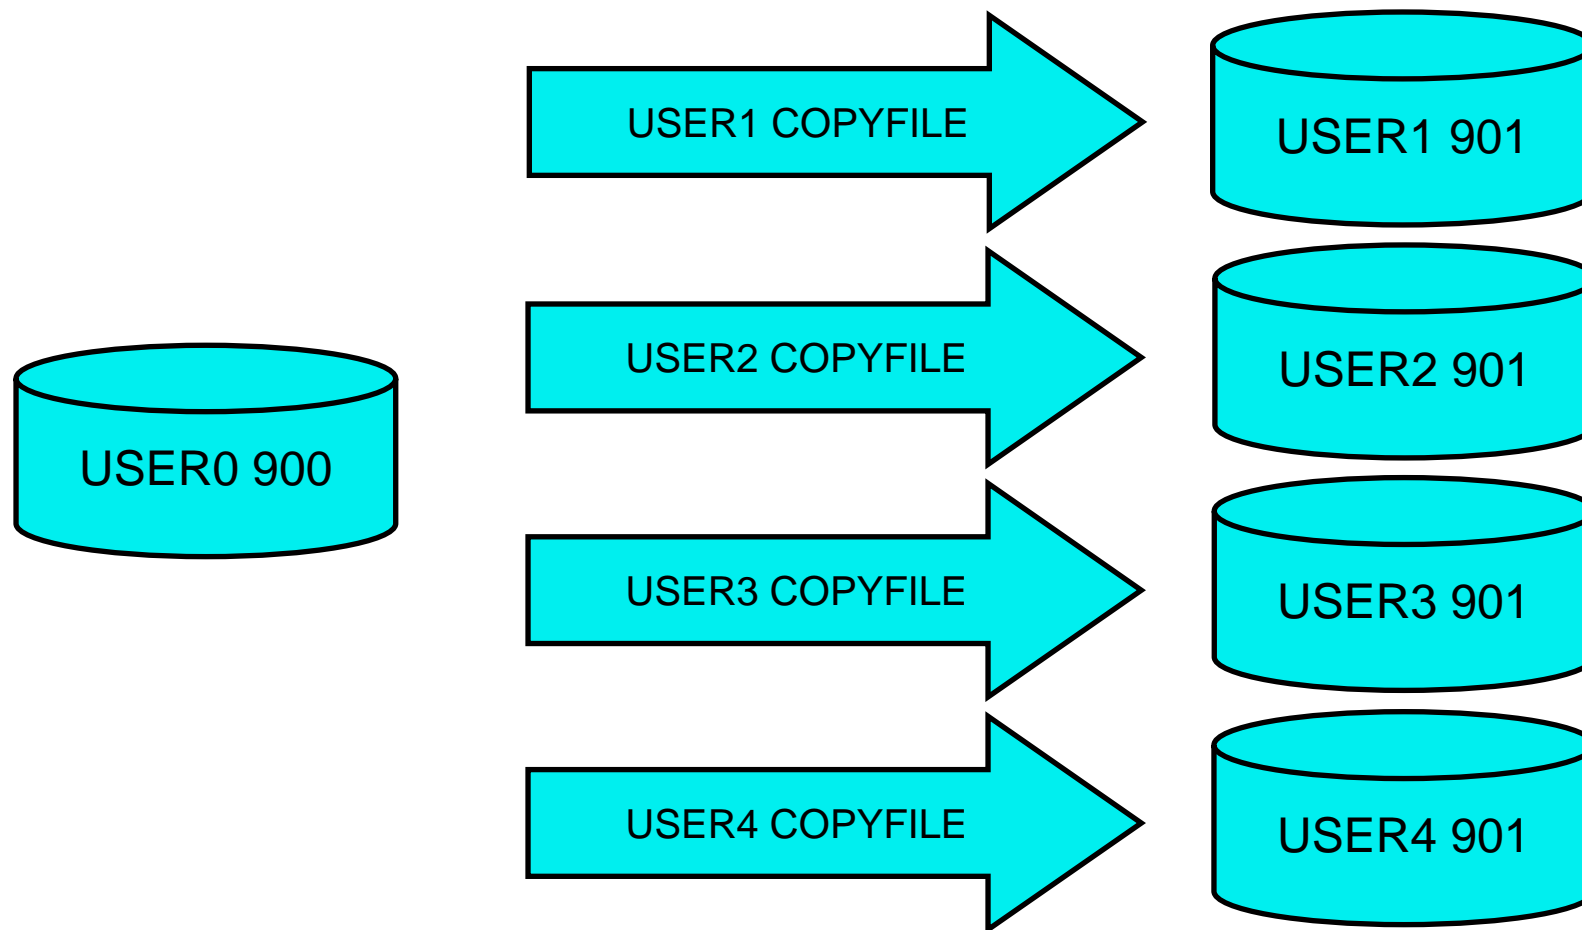 USER1 COPYFILE
USER1 901
USER2 COPYFILE
USER2 901
USER0 900
USER3 COPYFILE
USER3 901
USER4 COPYFILE
USER4 901